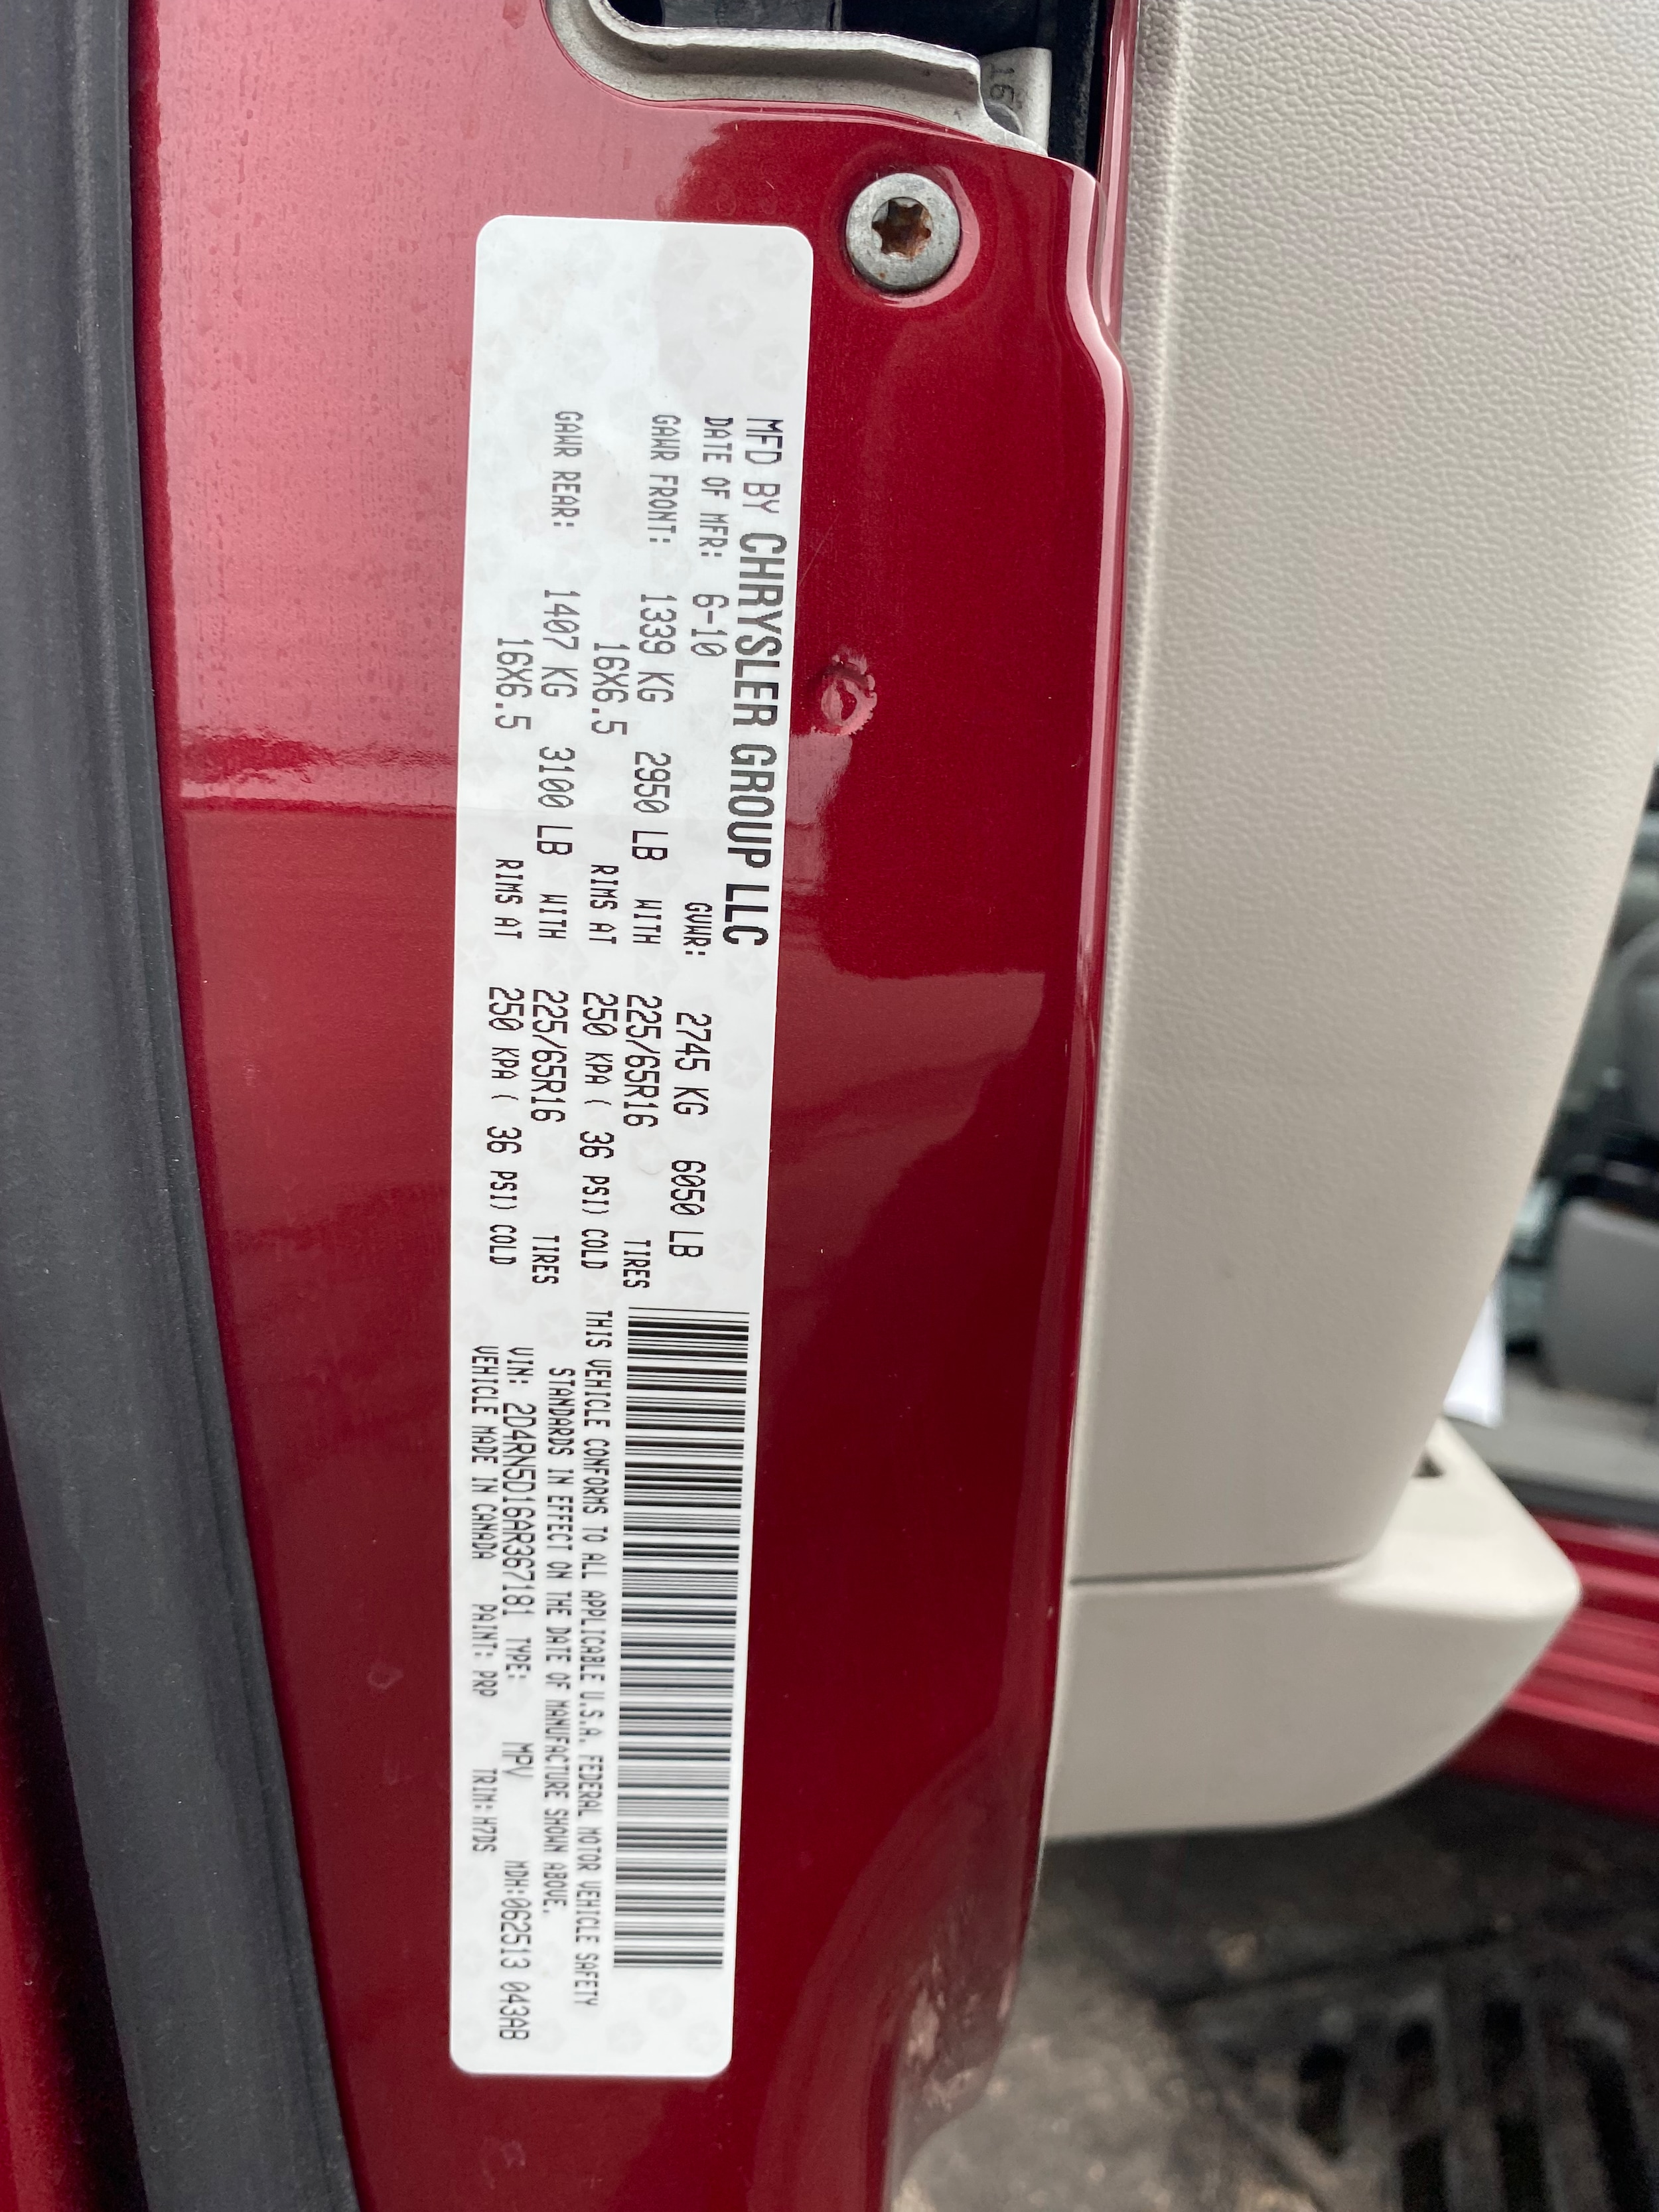 MFD BY CHRYSLER GROUP LLC
DATE OF MFR: 6-10 GVWR: 2745 KG 6050 LB
GAWR FRONT: 1339 KG 2950 LB WITH 225/65R16 TIRES
16X6.5 RIMS AT 250 KPA ( 36 PSI) COLD
GAWR REAR: 1407 KG 3100 LB WITH 225/65R16 TIRES
16X6.5 RIMS AT 250 KPA ( 36 PSI) COLD
THIS VEHICLE CONFORMS TO ALL APPLICABLE U.S.A. FEDERAL MOTOR VEHICLE SAFETY
STANDARDS IN EFFECT ON THE DATE OF MANUFACTURE SHOWN ABOVE.
VIN: 2D4RN5D16AR367181 TYPE: MPV MDH:062513 043AB
VEHICLE MADE IN CANADA PAINT: PRP TRIM: H7DS
16